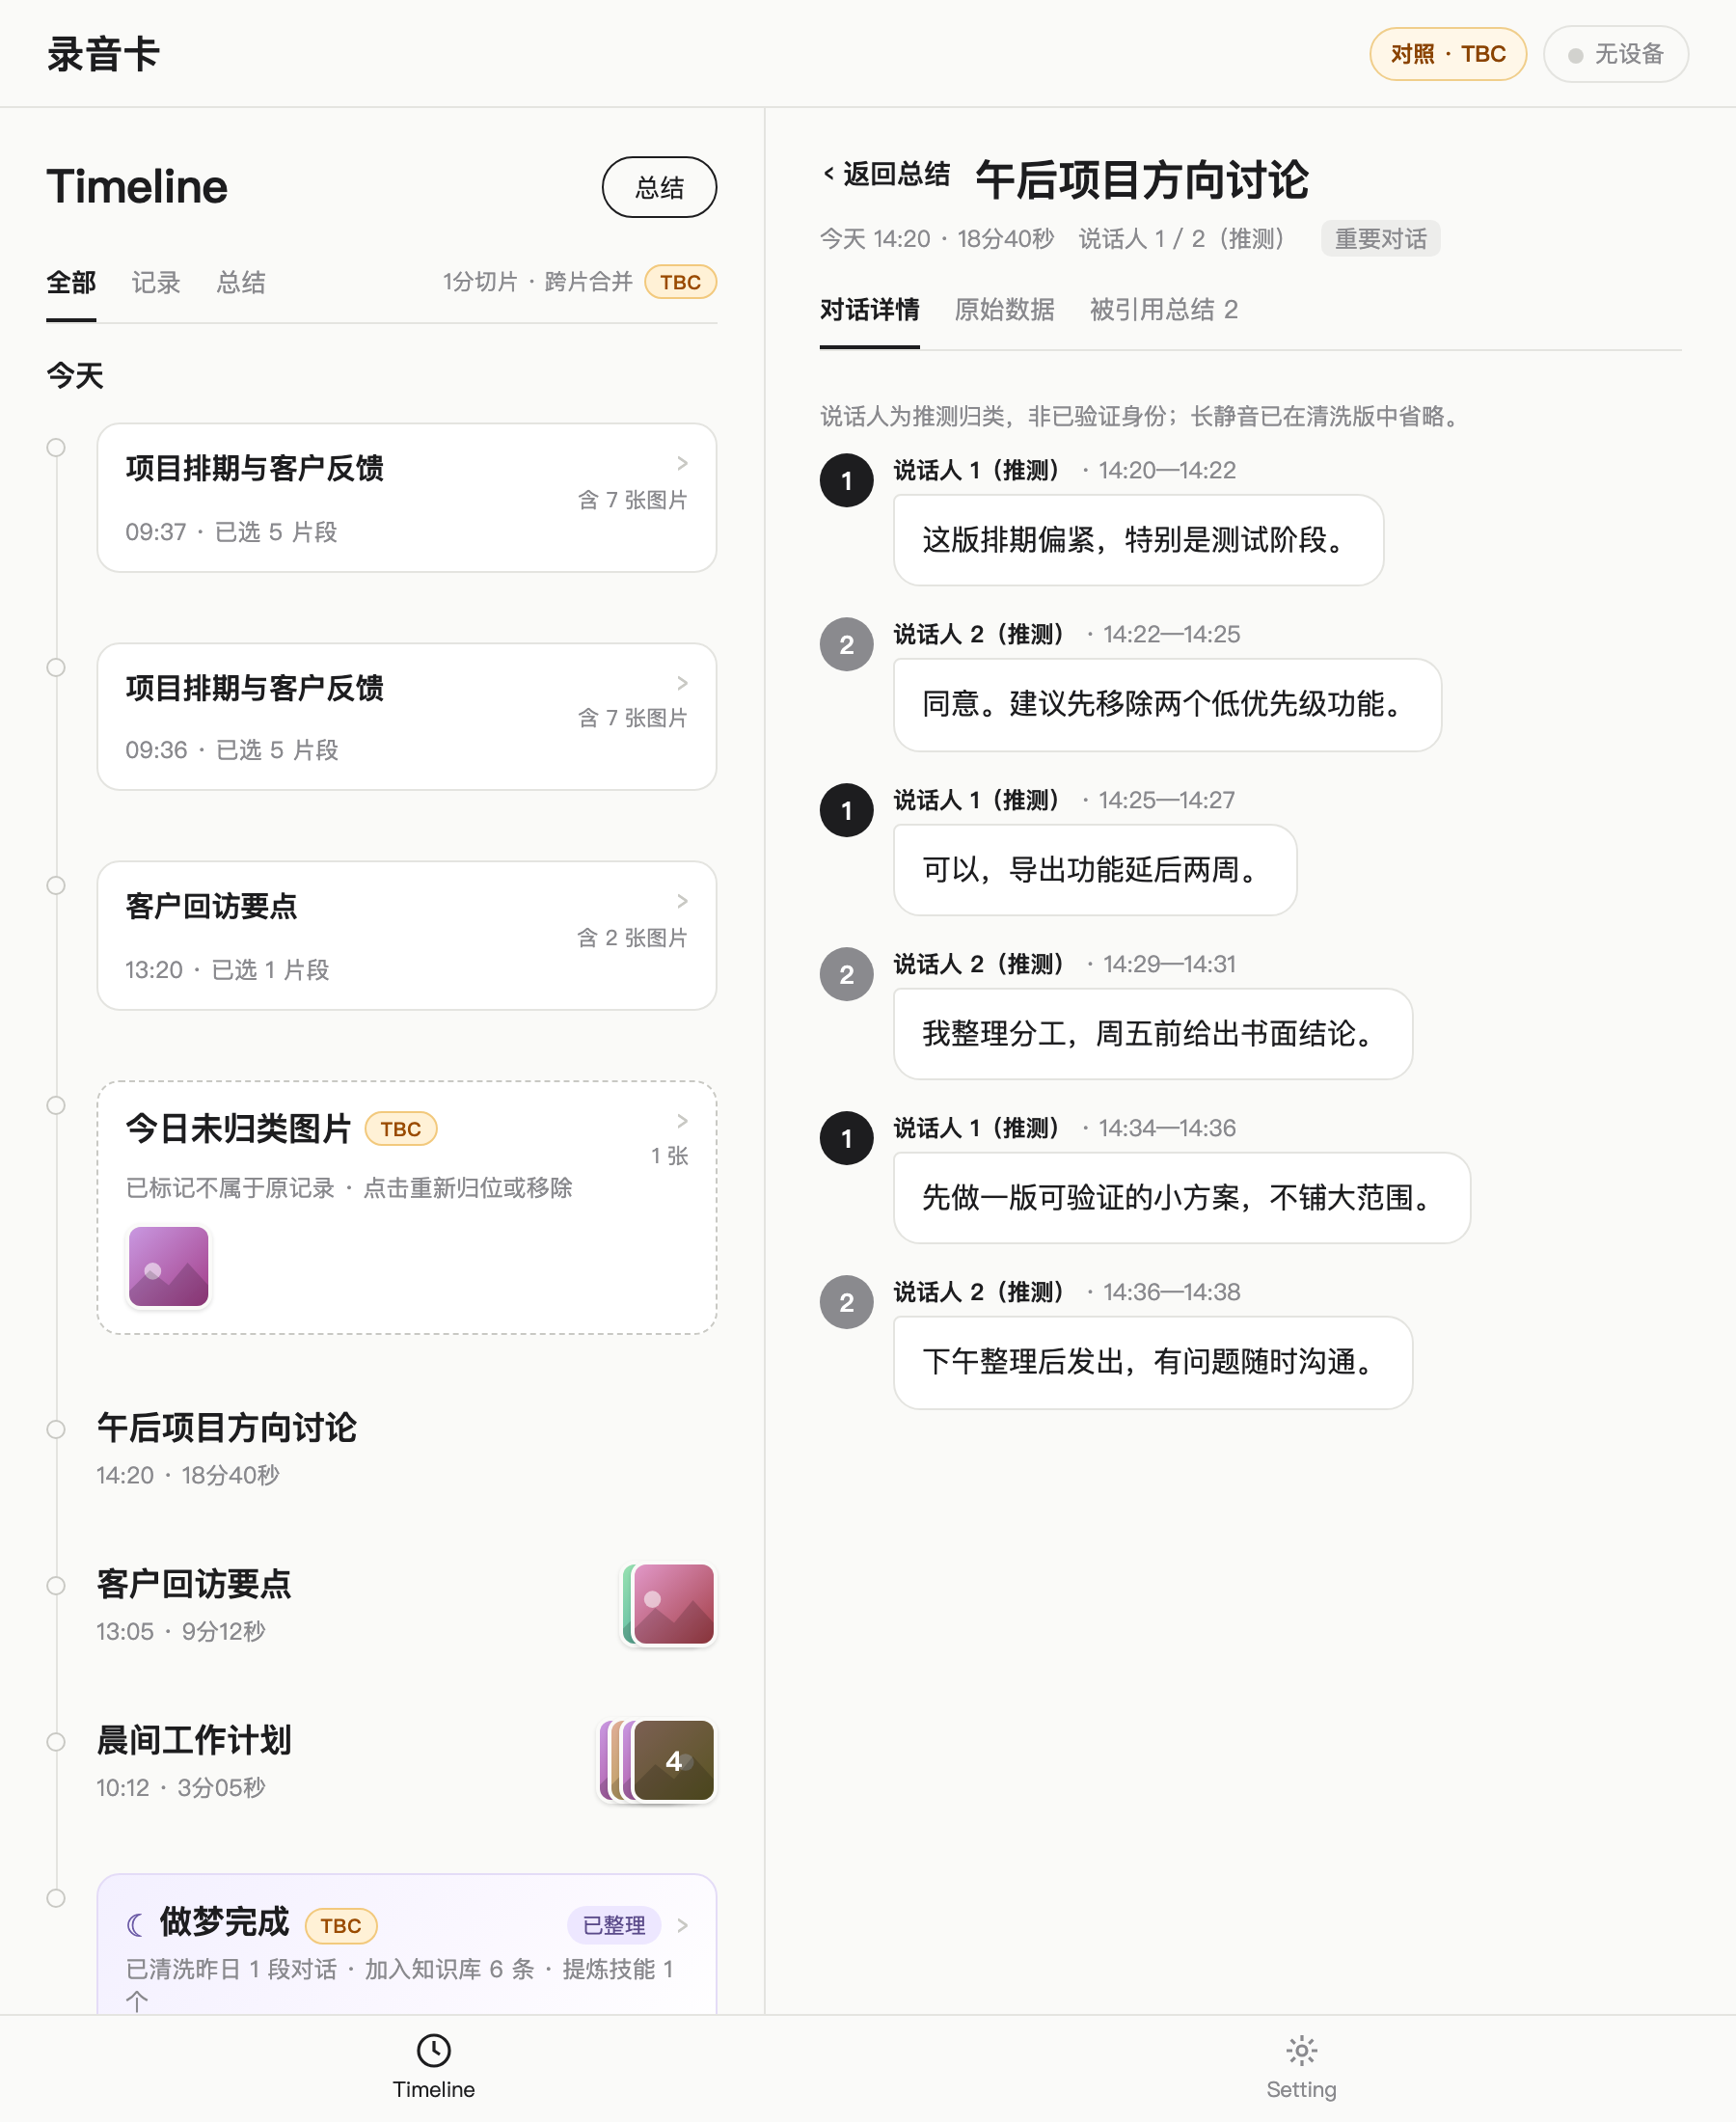 录音卡
对照 · TBC
无设备
Timeline
总结
全部 记录 总结
1分切片 · 跨片合并 TBC
今天
项目排期与客户反馈
含 7 张图片
09:37 · 已选 5 片段
项目排期与客户反馈
含 7 张图片
09:36 · 已选 5 片段
客户回访要点
含 2 张图片
13:20 · 已选 1 片段
今日未归类图片 TBC
1 张
已标记不属于原记录 · 点击重新归位或移除
午后项目方向讨论
14:20 · 18分40秒
客户回访要点
13:05 · 9分12秒
晨间工作计划
10:12 · 3分05秒
4
做梦完成 TBC 已整理
已清洗昨日 1 段对话 · 加入知识库 6 条 · 提炼技能 1
个
‹ 返回总结 午后项目方向讨论
今天 14:20 · 18分40秒 说话人 1 / 2（推测） 重要对话
对话详情 原始数据 被引用总结 2
说话人为推测归类，非已验证身份；长静音已在清洗版中省略。
1 说话人 1（推测） · 14:20—14:22
这版排期偏紧，特别是测试阶段。
2 说话人 2（推测） · 14:22—14:25
同意。建议先移除两个低优先级功能。
1 说话人 1（推测） · 14:25—14:27
可以，导出功能延后两周。
2 说话人 2（推测） · 14:29—14:31
我整理分工，周五前给出书面结论。
1 说话人 1（推测） · 14:34—14:36
先做一版可验证的小方案，不铺大范围。
2 说话人 2（推测） · 14:36—14:38
下午整理后发出，有问题随时沟通。
Timeline
Setting